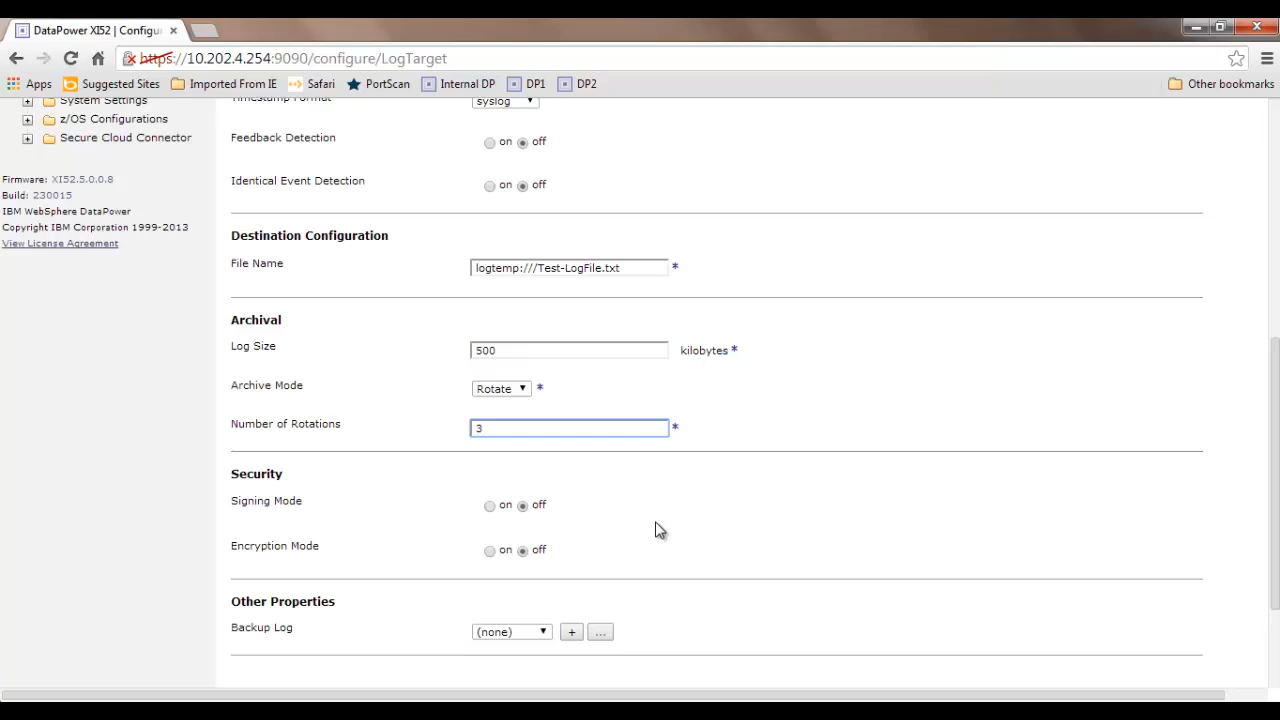 DataPower XI52 | Configu
https://10.202.4.254:9090/configure/LogTarget
Apps Suggested Sites Imported From IE Safari PortScan Internal DP DP1 DP2 Other bookmarks
System Settings
z/OS Configurations
Secure Cloud Connector
Firmware: XI52.5.0.0.8
Build: 230015
IBM WebSphere DataPower
Copyright IBM Corporation 1999-2013
View License Agreement
Timestamp Format syslog
Feedback Detection on off
Identical Event Detection on off
Destination Configuration
File Name logtemp:///Test-LogFile.txt *
Archival
Log Size 500 kilobytes *
Archive Mode Rotate *
Number of Rotations 3 *
Security
Signing Mode on off
Encryption Mode on off
Other Properties
Backup Log (none) + ...